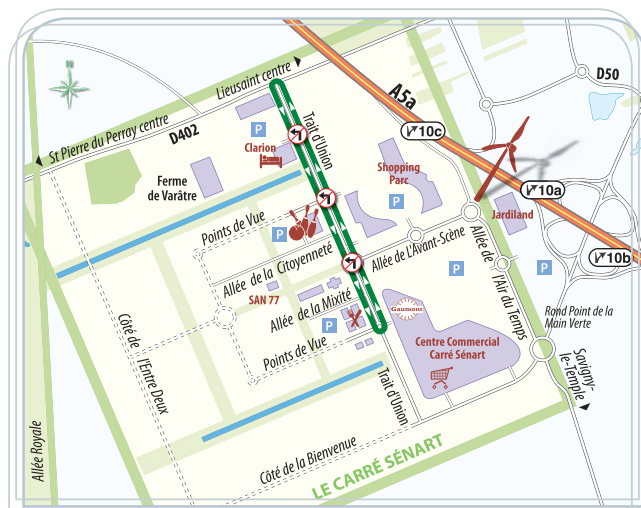 Lieusaint centre
St Pierre du Perray centre
D402
A5a
D50
10c
10a
10b
P
Clarion
Trait d'Union
Ferme
de Varâtre
Shopping
Parc
P
Jardiland
Points de Vue
P
Allée de la Citoyenneté
Allée de L'Avant-Scène
Allée de
l'Air du Temps
P
P
SAN 77
Allée de la Mixité
P
Gaumont
Rond Point de la
Main Verte
Centre Commercial
Carré Sénart
Points de Vue
Côté de
l'Entre Deux
Trait d'Union
Savigny-
le-Temple
Allée Royale
Côté de la Bienvenue
LE CARRÉ SÉNART